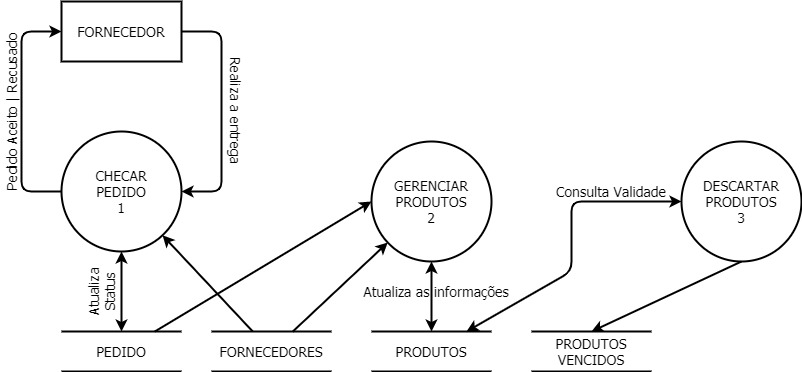 FORNECEDOR
Pedido Aceito | Recusado
Realiza a entrega
CHECAR
PEDIDO
1
GERENCIAR
PRODUTOS
2
Consulta Validade
DESCARTAR
PRODUTOS
3
Atualiza
Status
Atualiza as informações
PEDIDO
FORNECEDORES
PRODUTOS
PRODUTOS
VENCIDOS